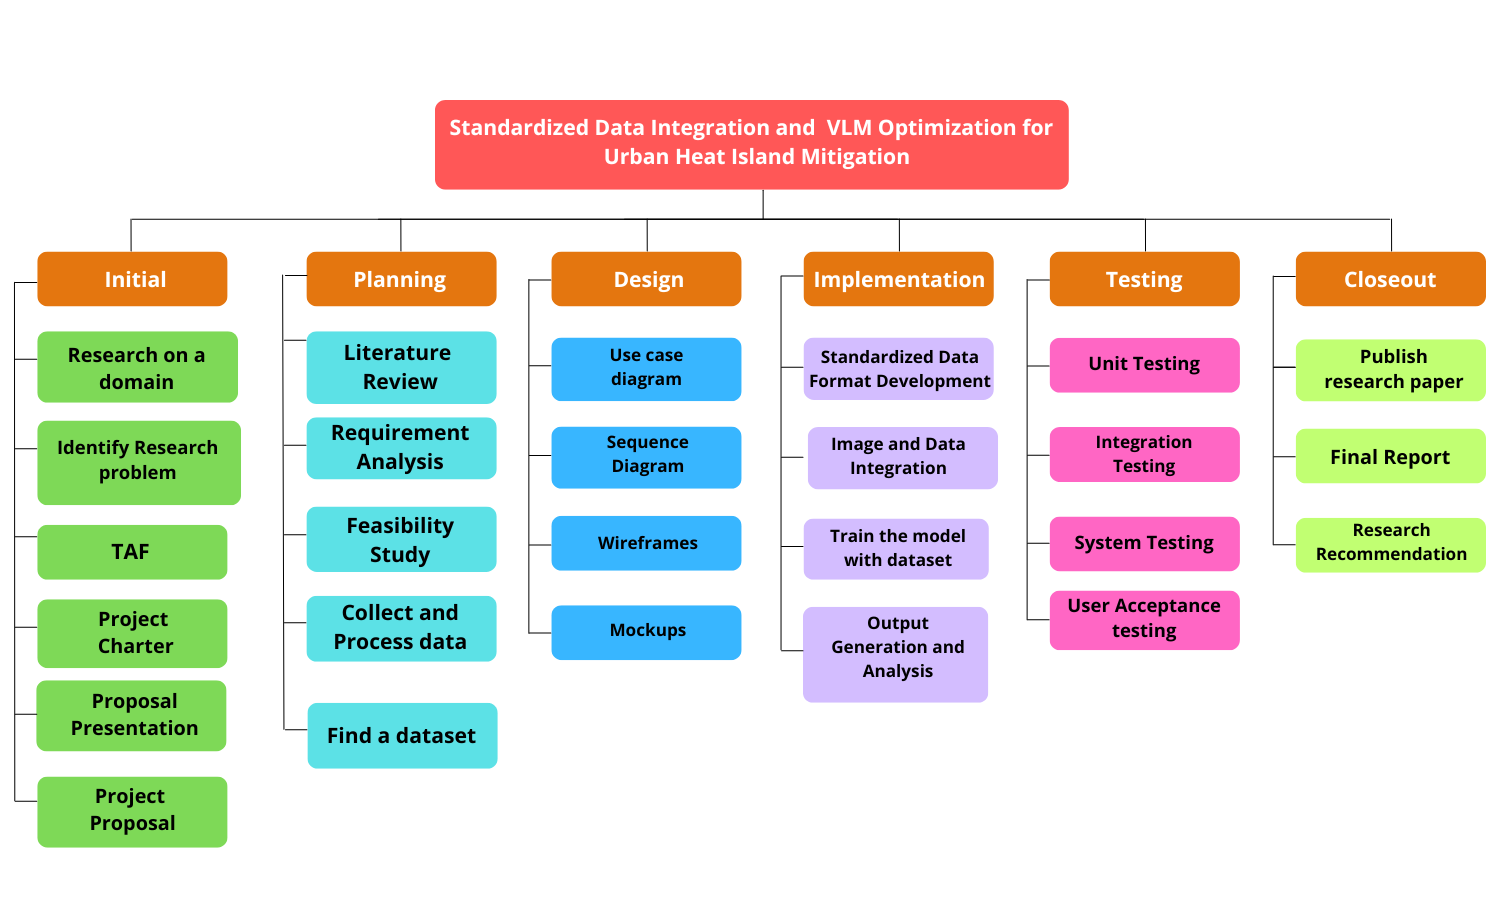 Standardized Data Integration and VLM Optimization for
Urban Heat Island Mitigation
Initial
Research on a
domain
Identify Research
problem
TAF
Project
Charter
Proposal
Presentation
Project
Proposal
Planning
Literature
Review
Requirement
Analysis
Feasibility
Study
Collect and
Process data
Find a dataset
Design
Use case
diagram
Sequence
Diagram
Wireframes
Mockups
Implementation
Standardized Data
Format Development
Image and Data
Integration
Train the model
with dataset
Output
Generation and
Analysis
Testing
Unit Testing
Integration
Testing
System Testing
User Acceptance
testing
Closeout
Publish
research paper
Final Report
Research
Recommendation